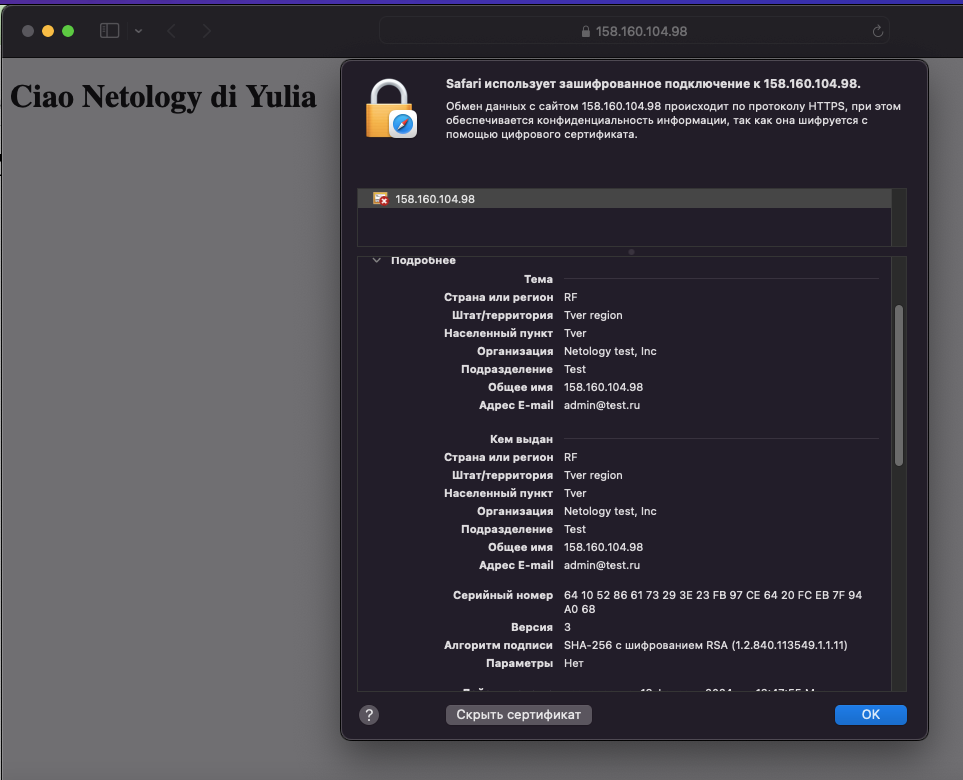 158.160.104.98
Ciao Netology di Yulia
Safari использует зашифрованное подключение к 158.160.104.98.
Обмен данных с сайтом 158.160.104.98 происходит по протоколу HTTPS, при этом
обеспечивается конфиденциальность информации, так как она шифруется с
помощью цифрового сертификата.
158.160.104.98
Подробнее
Тема
Страна или регион RF
Штат/территория Tver region
Населенный пункт Tver
Организация Netology test, Inc
Подразделение Test
Общее имя 158.160.104.98
Адрес E-mail admin@test.ru
Кем выдан
Страна или регион RF
Штат/территория Tver region
Населенный пункт Tver
Организация Netology test, Inc
Подразделение Test
Общее имя 158.160.104.98
Адрес E-mail admin@test.ru
Серийный номер 64 10 52 86 61 73 29 3E 23 FB 97 CE 64 20 FC EB 7F 94
A0 68
Версия 3
Алгоритм подписи SHA-256 с шифрованием RSA (1.2.840.113549.1.1.11)
Параметры Нет
?
Скрыть сертификат
OK